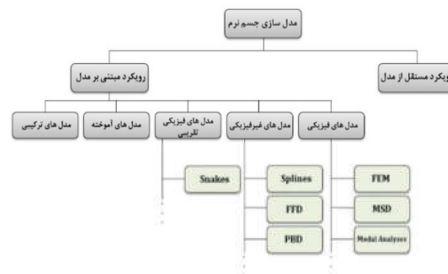 مدل سازی جسم نرم
رویکرد مستقل از مدل
رویکرد مبتنی بر مدل
مدل های فیزیکی
مدل های غیرفیزیکی
مدل های فیزیکی
تقریبی
مدل های آموخته
مدل های ترکیبی
FEM
Splines
Snakes
MSD
FFD
Modal Analyses
PBD